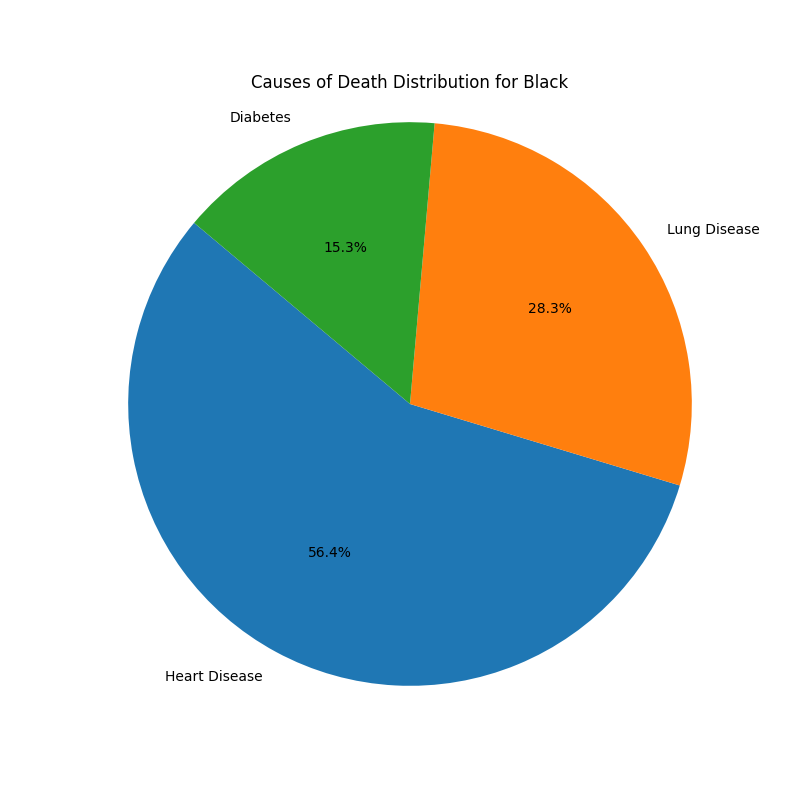 Causes of Death Distribution for Black
Diabetes
Lung Disease
15.3%
28.3%
56.4%
Heart Disease